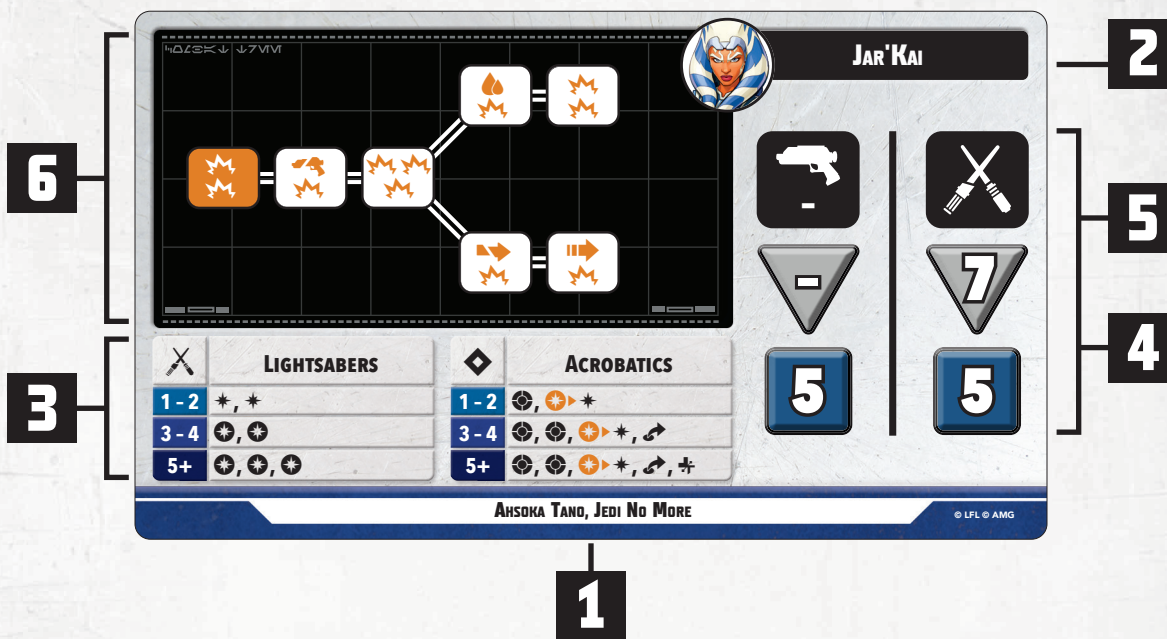 JAR'KAI
2
6
-
5
-
7
5
5
4
LIGHTSABERS
ACROBATICS
1 - 2
1 - 2
3 - 4
3 - 4
5+
5+
3
AHSOKA TANO, JEDI NO MORE
© LFL © AMG
1